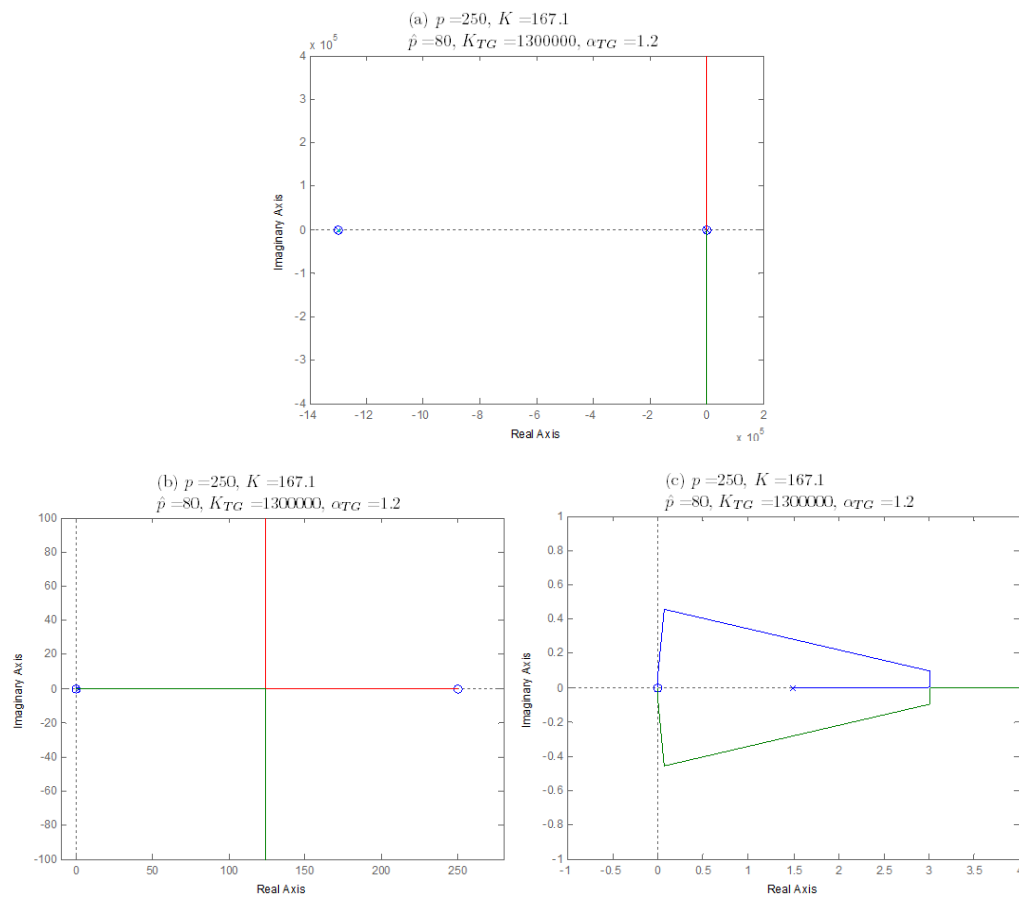 (a) p =250, K =167.1
p̂ =80, K_TG =1300000, α_TG =1.2
x 10^5
4
3
2
1
0
-1
-2
-3
-4
Imaginary Axis
-14 -12 -10 -8 -6 -4 -2 0 2
Real Axis
x 10^5
(b) p =250, K =167.1
p̂ =80, K_TG =1300000, α_TG =1.2
100
80
60
40
20
0
-20
-40
-60
-80
-100
Imaginary Axis
0 50 100 150 200 250
Real Axis
(c) p =250, K =167.1
p̂ =80, K_TG =1300000, α_TG =1.2
1
0.8
0.6
0.4
0.2
0
-0.2
-0.4
-0.6
-0.8
-1
Imaginary Axis
-1 -0.5 0 0.5 1 1.5 2 2.5 3 3.5 4
Real Axis